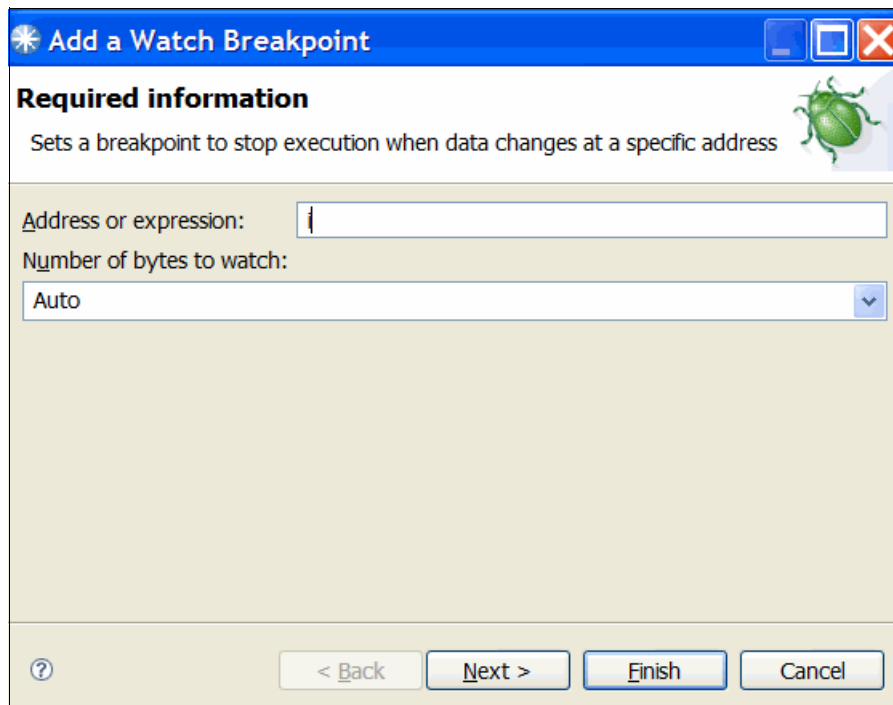 Add a Watch Breakpoint
Required information
Sets a breakpoint to stop execution when data changes at a specific address
Address or expression: i
Number of bytes to watch:
Auto
? < Back Next > Finish Cancel